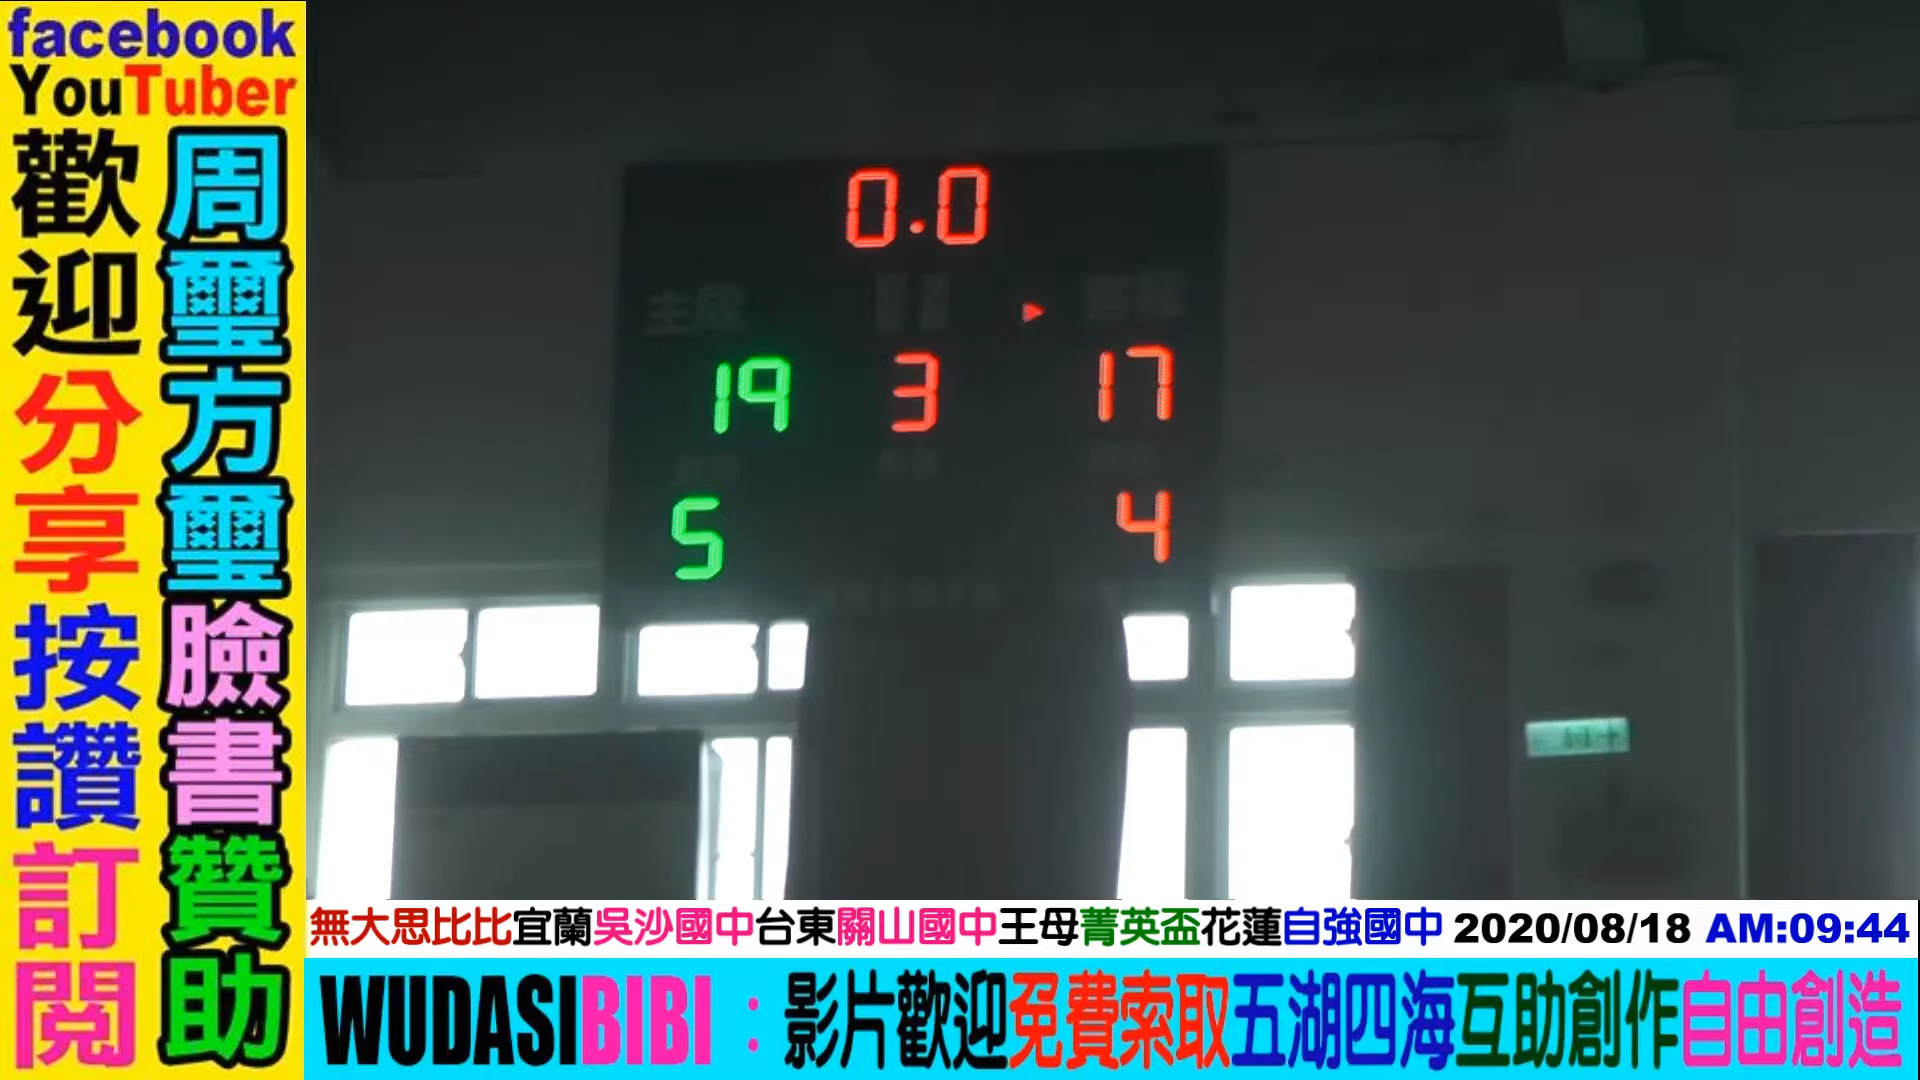 facebook
YouTuber
歡迎分享按讚訂閱
周璽方璽臉書贊助
0.0
主隊
19 3 17
5 4
無大思比比宜蘭吳沙國中台東關山國中王母菁英盃花蓮自強國中 2020/08/18 AM:09:44
WUDASIBIBI：影片歡迎免費索取五湖四海互助創作自由創造